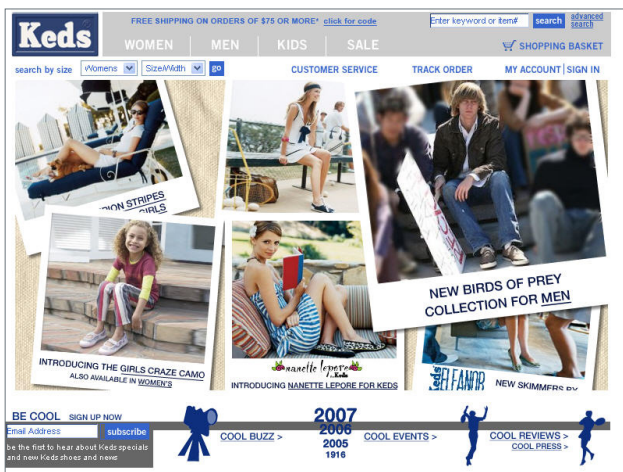 Keds
FREE SHIPPING ON ORDERS OF $75 OR MORE* click for code
Enter keyword or item#
search
advanced search
WOMEN MEN KIDS SALE
SHOPPING BASKET
search by size Womens Size/Width go
CUSTOMER SERVICE TRACK ORDER MY ACCOUNT | SIGN IN
STRIPES
GIRLS
NEW BIRDS OF PREY
COLLECTION FOR MEN
INTRODUCING THE GIRLS CRAZE CAMO
ALSO AVAILABLE IN WOMEN'S
nanette lepore
for Keds
INTRODUCING NANETTE LEPORE FOR KEDS
ELEANOR NEW SKIMMERS BY
BE COOL SIGN UP NOW
Email Address subscribe
be the first to hear about Keds specials
and new Keds shoes and news
COOL BUZZ >
2007
2006
2005
1916
COOL EVENTS >
COOL REVIEWS >
COOL PRESS >